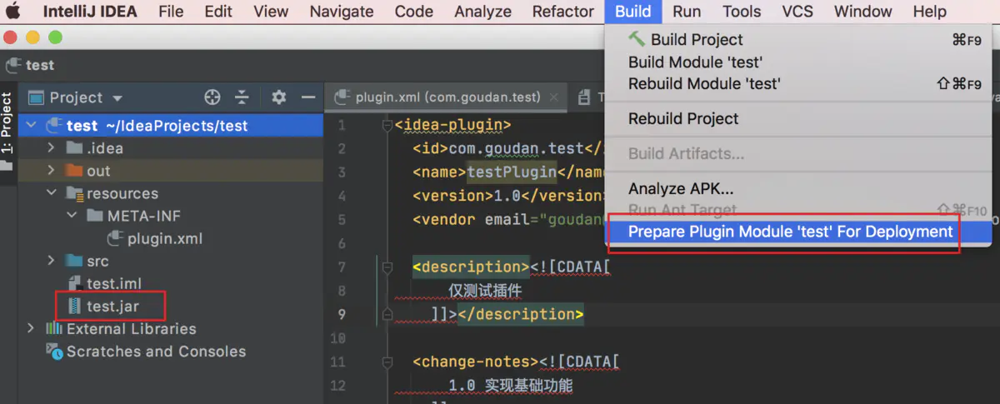 IntelliJ IDEA File Edit View Navigate Code Analyze Refactor Build Run Tools VCS Window Help
Build Project ⌘F9
Build Module 'test'
Rebuild Module 'test' ⇧⌘F9
Rebuild Project
Build Artifacts...
Analyze APK...
Run Ant Target ⇧⌘F10
Prepare Plugin Module 'test' For Deployment
test
1: Project
Project
test ~/IdeaProjects/test
.idea
out
resources
META-INF
plugin.xml
src
test.iml
test.jar
External Libraries
Scratches and Consoles
plugin.xml (com.goudan.test)
1 <idea-plugin>
2 <id>com.goudan.test</
3 <name>testPlugin</name
4 <version>1.0</version>
5 <vendor email="goudan
6
7 <description><![CDATA[
8 仅测试插件
9 ]]></description>
10
11 <change-notes><![CDATA[
12 1.0 实现基础功能